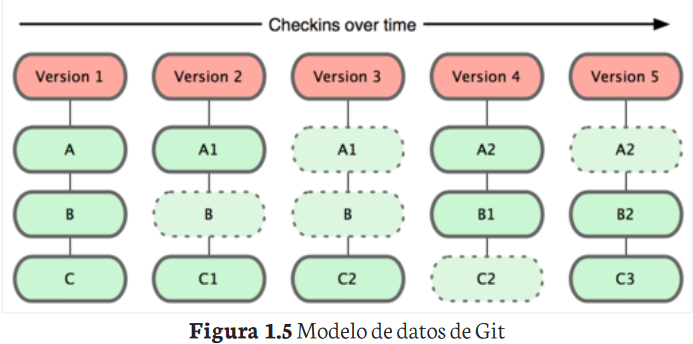 Checkins over time
Version 1 Version 2 Version 3 Version 4 Version 5
A A1 A1 A2 A2
B B B B1 B2
C C1 C2 C2 C3
Figura 1.5 Modelo de datos de Git